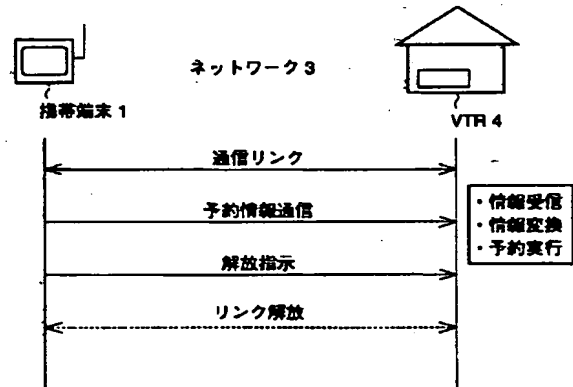 ネットワーク 3
携帯端末 1
VTR 4
通信リンク
予約情報通信
・情報受信
・情報変換
・予約実行
解放指示
リンク解放